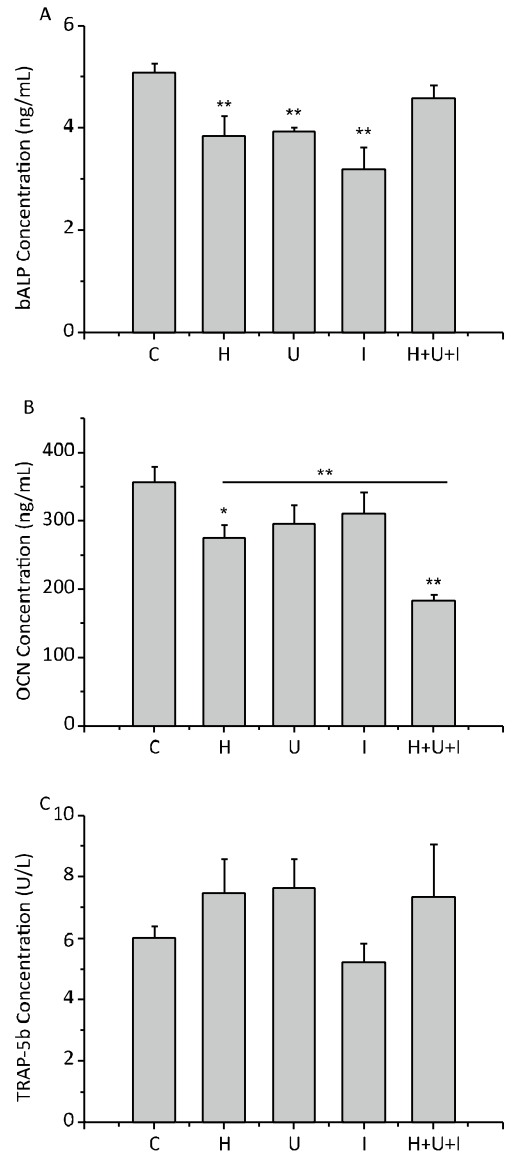 A
bALP Concentration (ng/mL)
6
4
2
0
** ** **
C H U I H+U+I
B
OCN Concentration (ng/mL)
400
300
200
100
0
**
*
**
C H U I H+U+I
C
TRAP-5b Concentration (U/L)
10
8
6
4
2
0
C H U I H+U+I